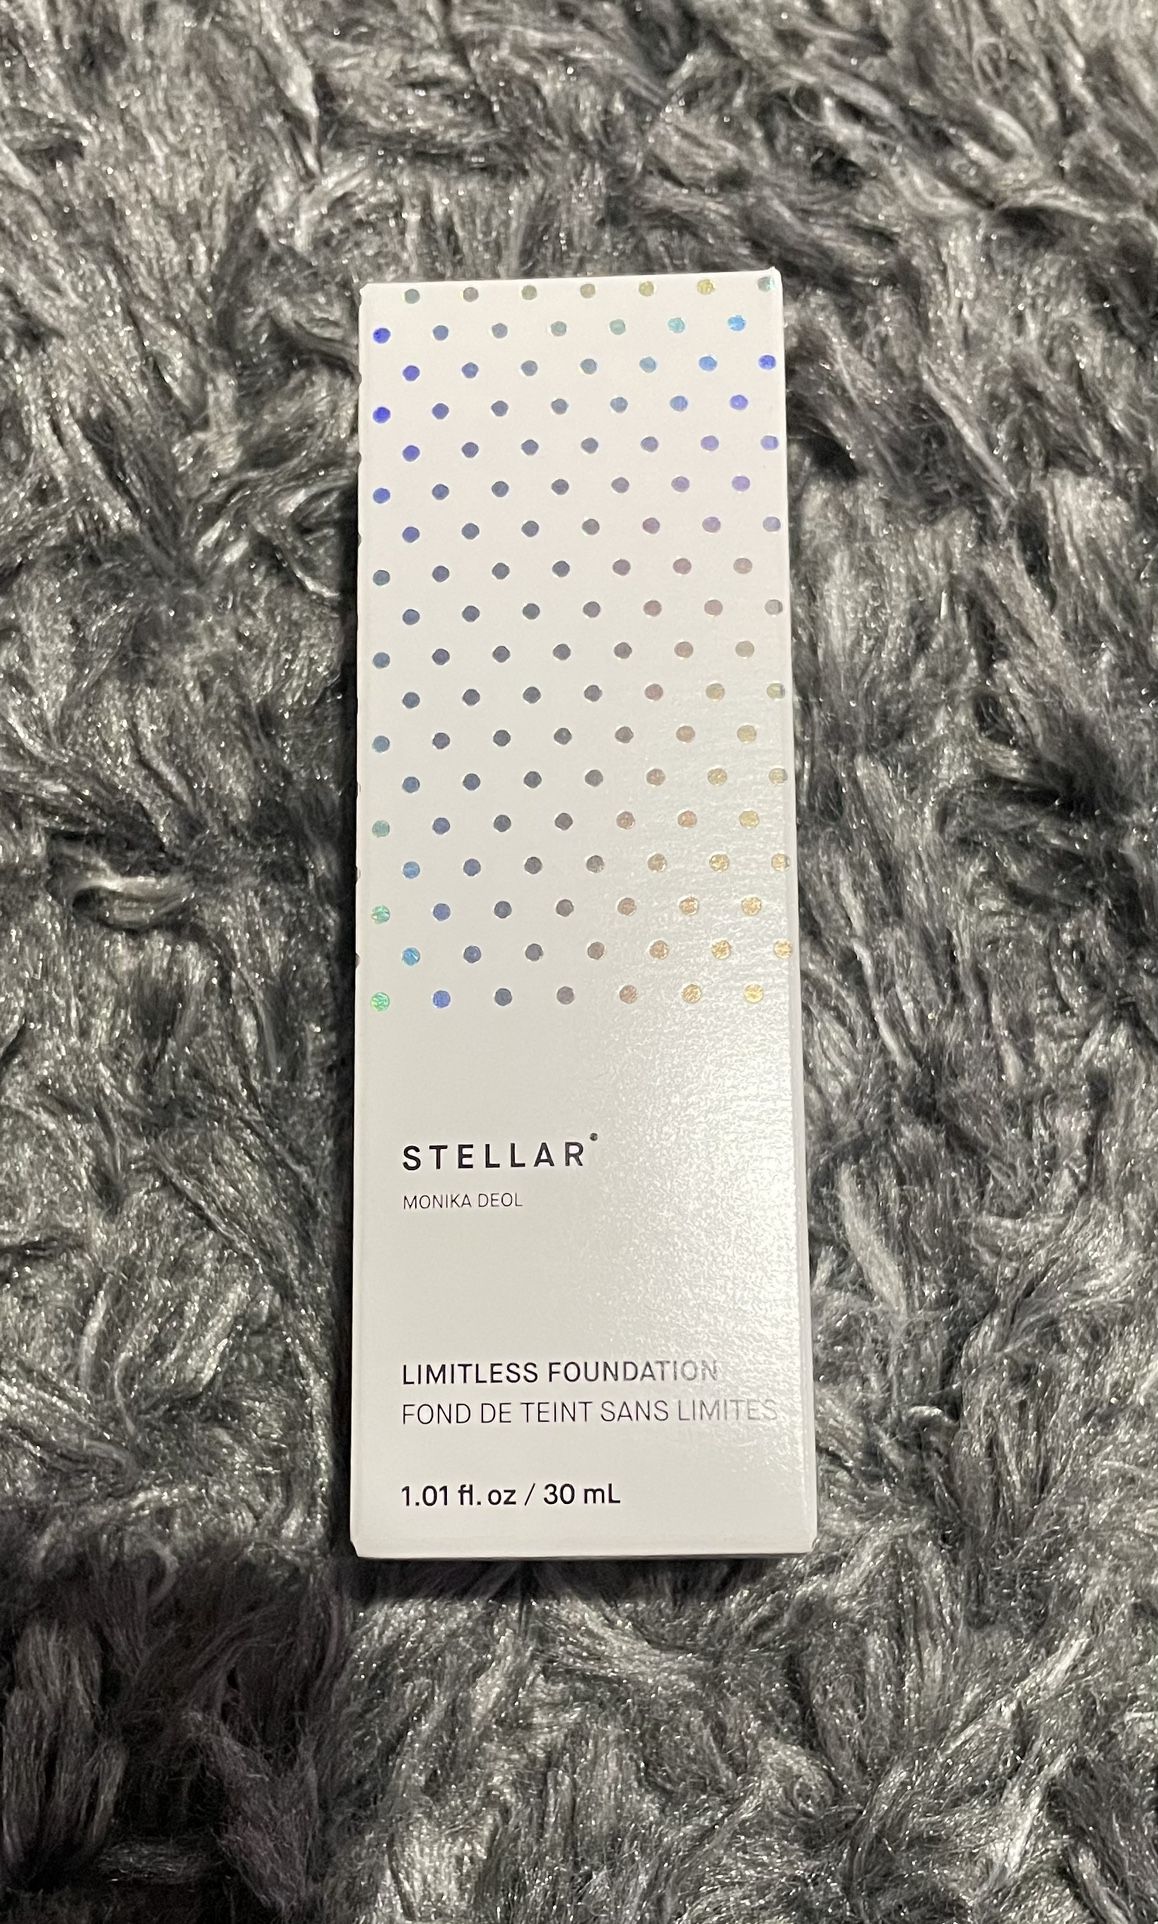 STELLAR
MONIKA DEOL
LIMITLESS FOUNDATION
FOND DE TEINT SANS LIMITES
1.01 fl. oz / 30 mL